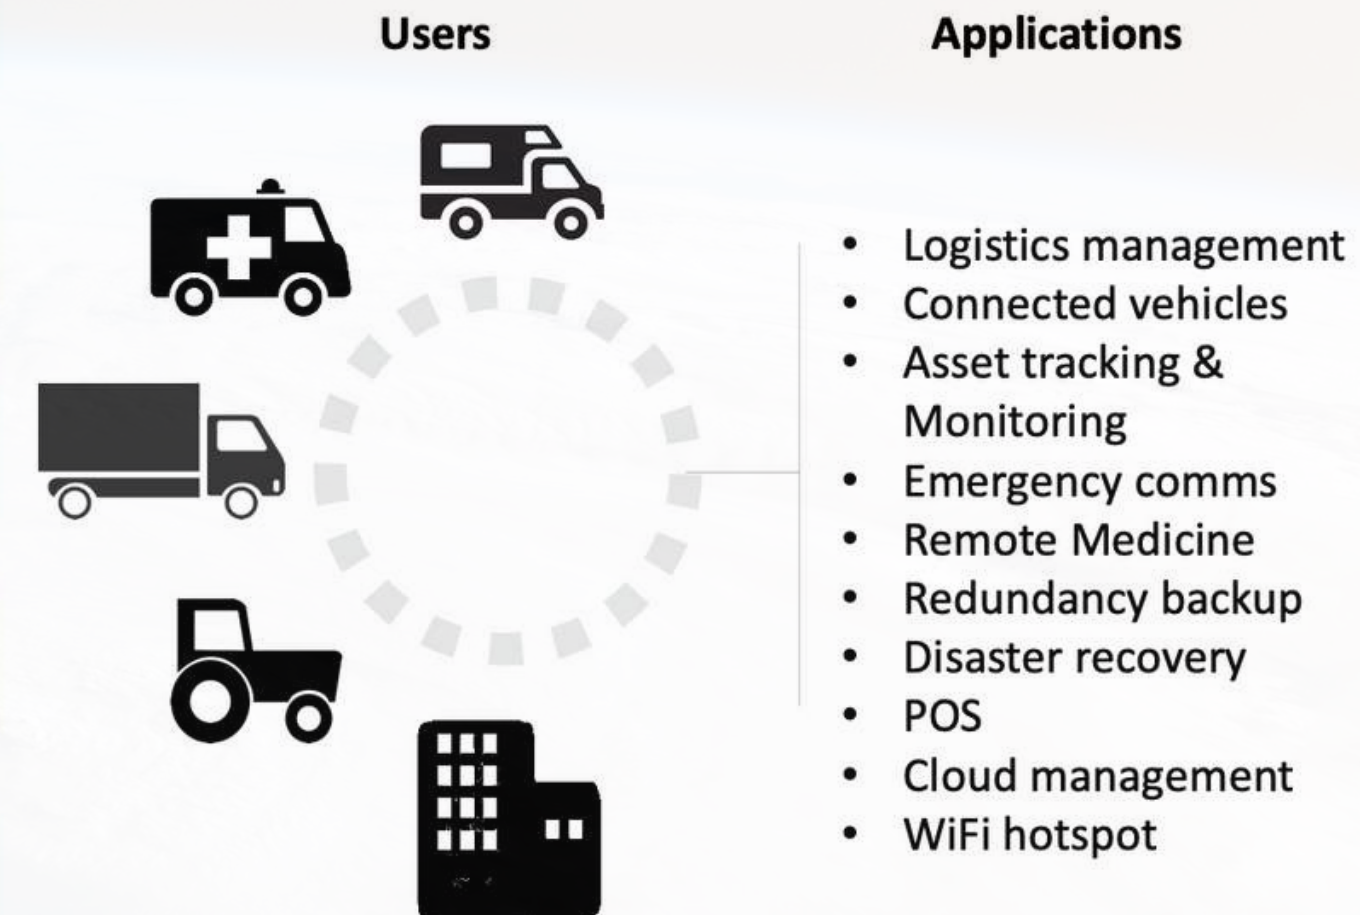 Users
Applications
• Logistics management
• Connected vehicles
• Asset tracking &
Monitoring
• Emergency comms
• Remote Medicine
• Redundancy backup
• Disaster recovery
• POS
• Cloud management
• WiFi hotspot